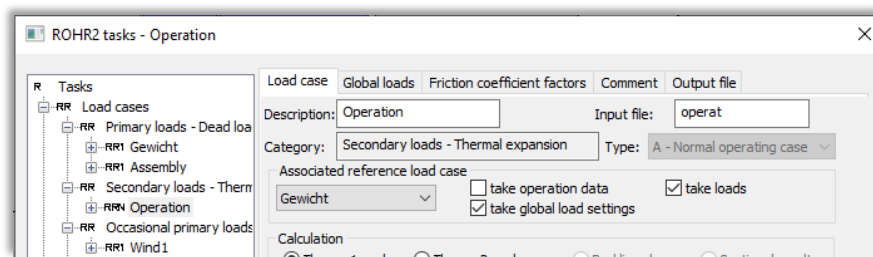 ROHR2 tasks - Operation
R Tasks
RR Load cases
RR Primary loads - Dead loa
RR1 Gewicht
RR1 Assembly
RR Secondary loads - Therm
RRN Operation
RR Occasional primary loads
RR1 Wind1
Load case Global loads Friction coefficient factors Comment Output file
Description: Operation Input file: operat
Category: Secondary loads - Thermal expansion Type: A - Normal operating case
Associated reference load case
Gewicht take operation data take loads
take global load settings
Calculation